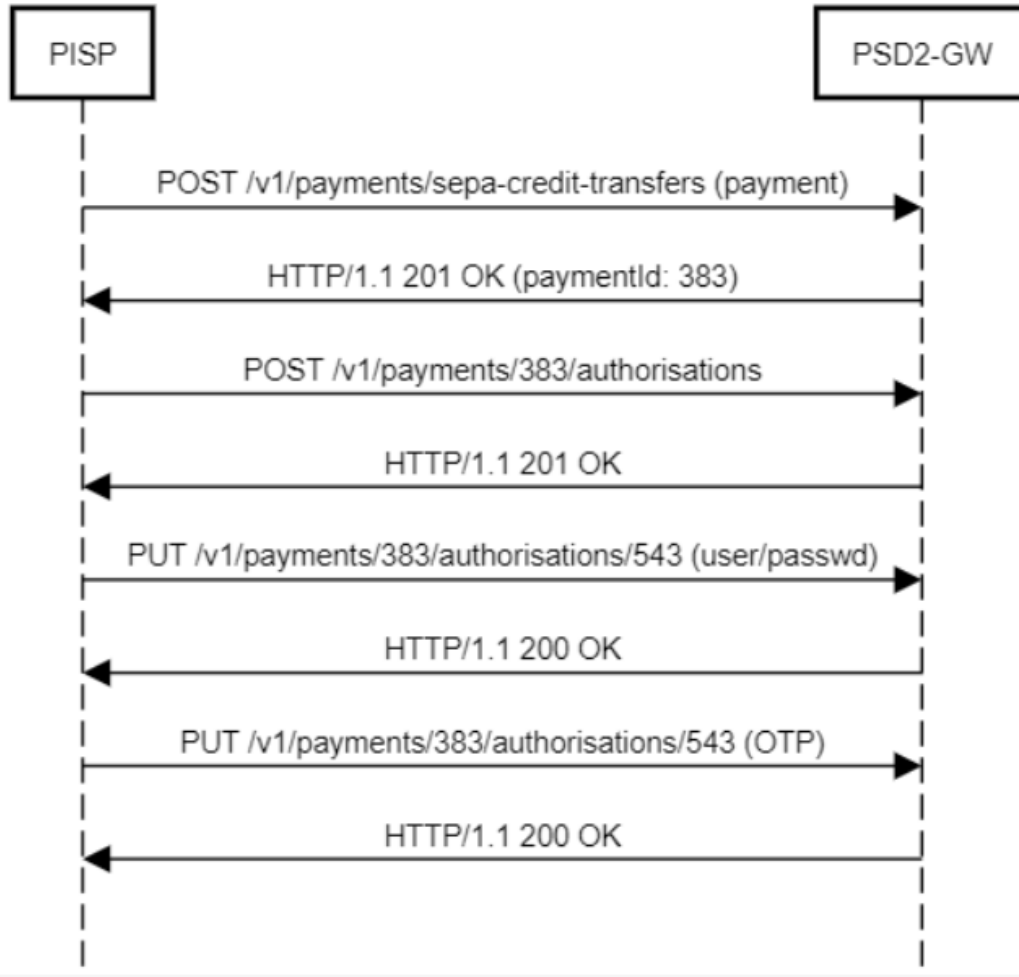 PISP
PSD2-GW
POST /v1/payments/sepa-credit-transfers (payment)
HTTP/1.1 201 OK (paymentId: 383)
POST /v1/payments/383/authorisations
HTTP/1.1 201 OK
PUT /v1/payments/383/authorisations/543 (user/passwd)
HTTP/1.1 200 OK
PUT /v1/payments/383/authorisations/543 (OTP)
HTTP/1.1 200 OK